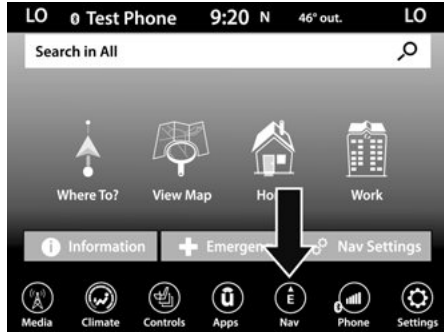 LO Test Phone 9:20 N 46° out. LO
Search in All
Where To? View Map Work
Information Nav Settings
E
Media Climate Controls Apps Nav Phone Settings